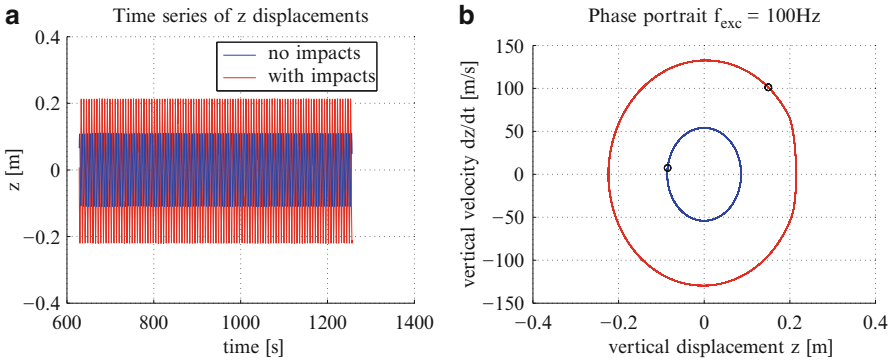 a
Time series of z displacements
0.4
0.2
0
−0.2
−0.4
z [m]
no impacts
with impacts
600
800
1000
1200
1400
time [s]
b
Phase portrait f_exc = 100Hz
150
100
50
0
−50
−100
−150
vertical velocity dz/dt [m/s]
−0.4
−0.2
0
0.2
0.4
vertical displacement z [m]